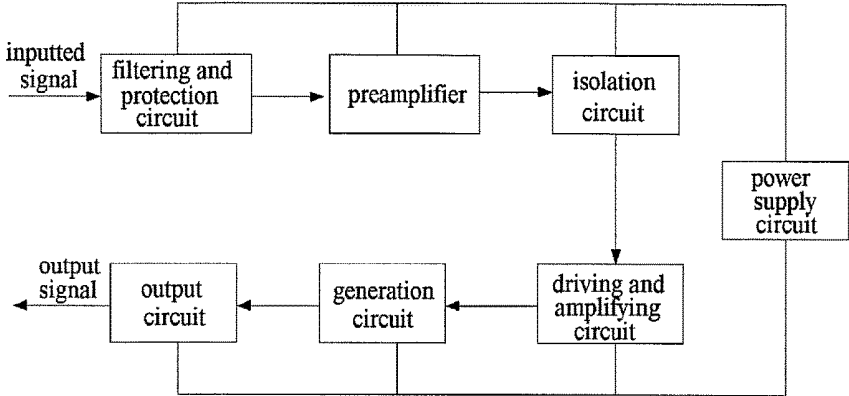 inputted
signal
filtering and
protection
circuit
preamplifier
isolation
circuit
power
supply
circuit
output
signal
output
circuit
generation
circuit
driving and
amplifying
circuit